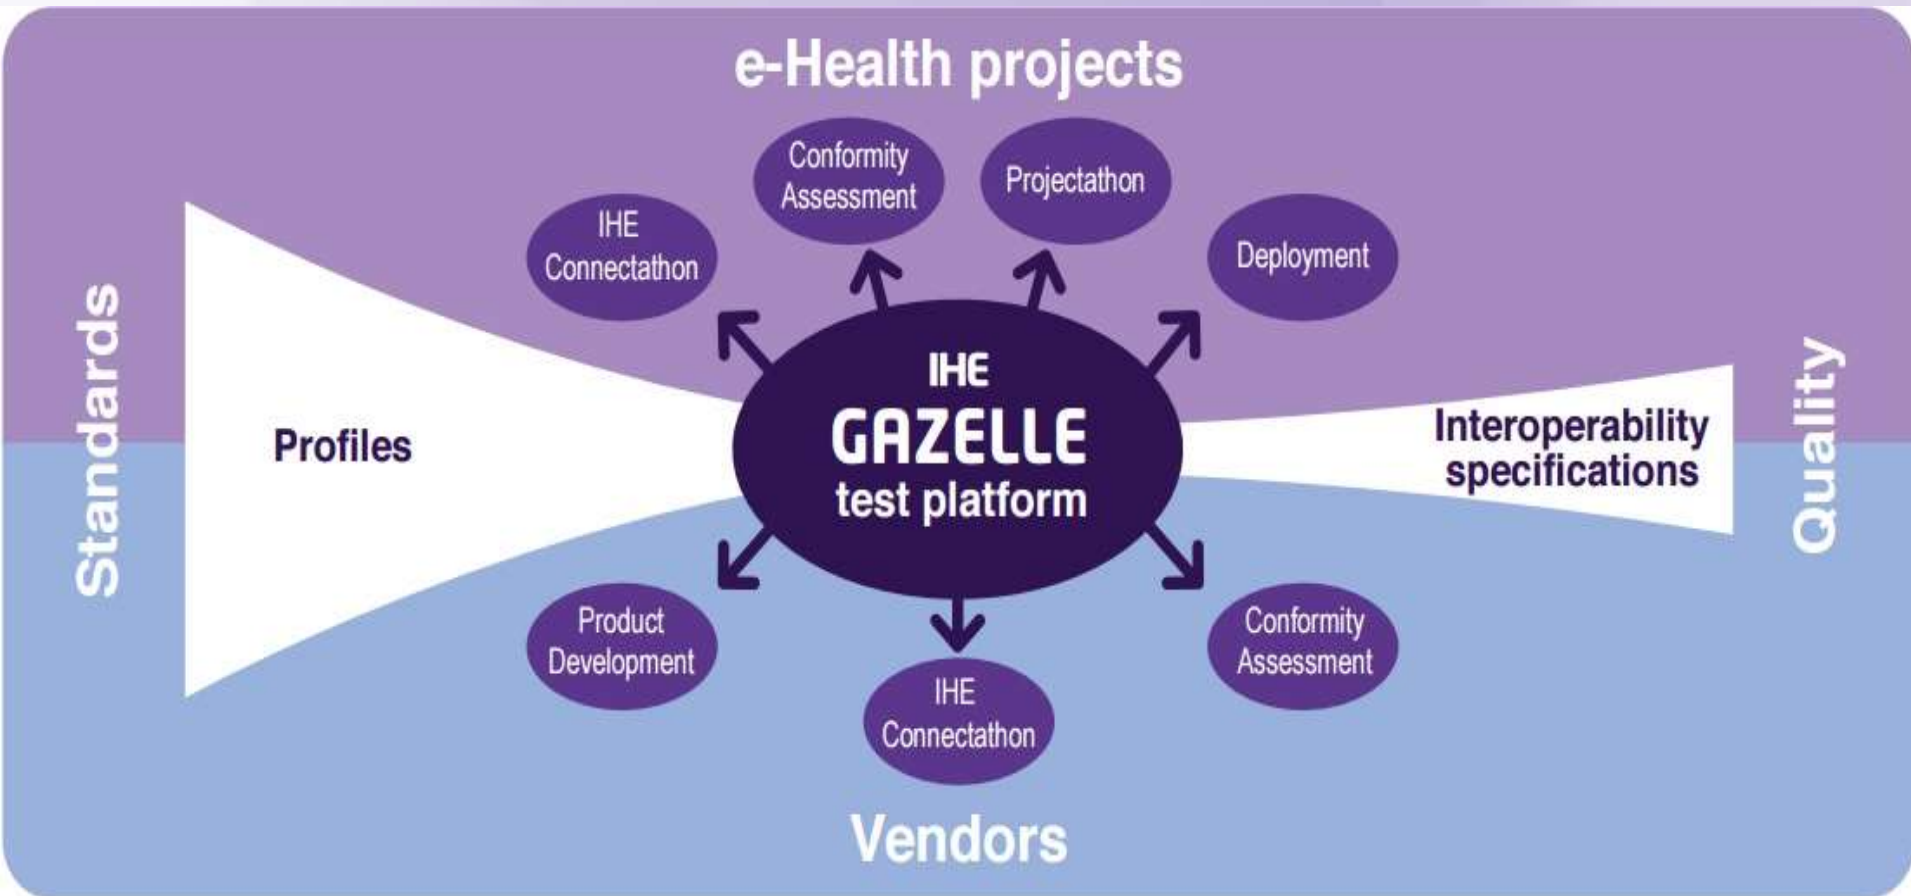 e-Health projects
Conformity
Assessment
Projectathon
IHE
Connectathon
Deployment
Standards
Profiles
IHE
GAZELLE
test platform
Interoperability
specifications
Quality
Product
Development
IHE
Connectathon
Conformity
Assessment
Vendors